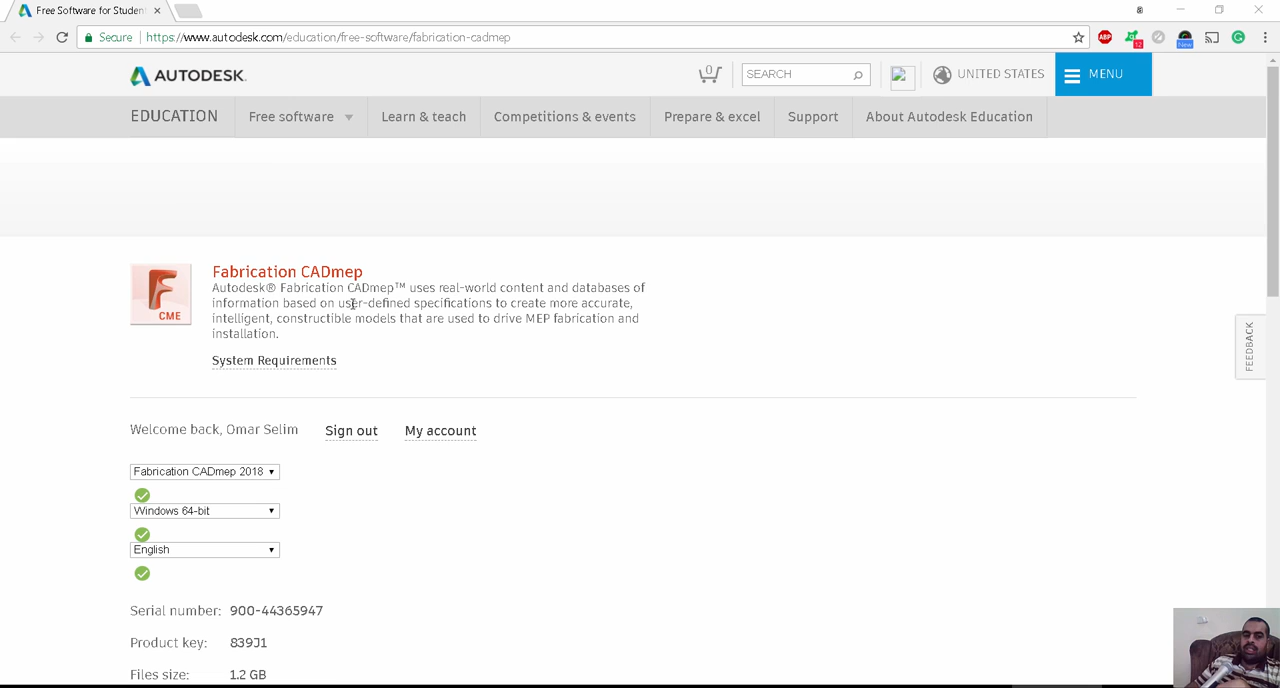 Free Software for Studen
Secure
https://www.autodesk.com/education/free-software/fabrication-cadmep
ABP
12
New
AUTODESK.
0
SEARCH
UNITED STATES
MENU
EDUCATION
Free software
Learn & teach
Competitions & events
Prepare & excel
Support
About Autodesk Education
Fabrication CADmep
Autodesk® Fabrication CADmep™ uses real-world content and databases of
information based on user-defined specifications to create more accurate,
intelligent, constructible models that are used to drive MEP fabrication and
installation.
CME
System Requirements
FEEDBACK
Welcome back, Omar Selim
Sign out
My account
Fabrication CADmep 2018
Windows 64-bit
English
Serial number: 900-44365947
Product key: 839J1
Files size: 1.2 GB